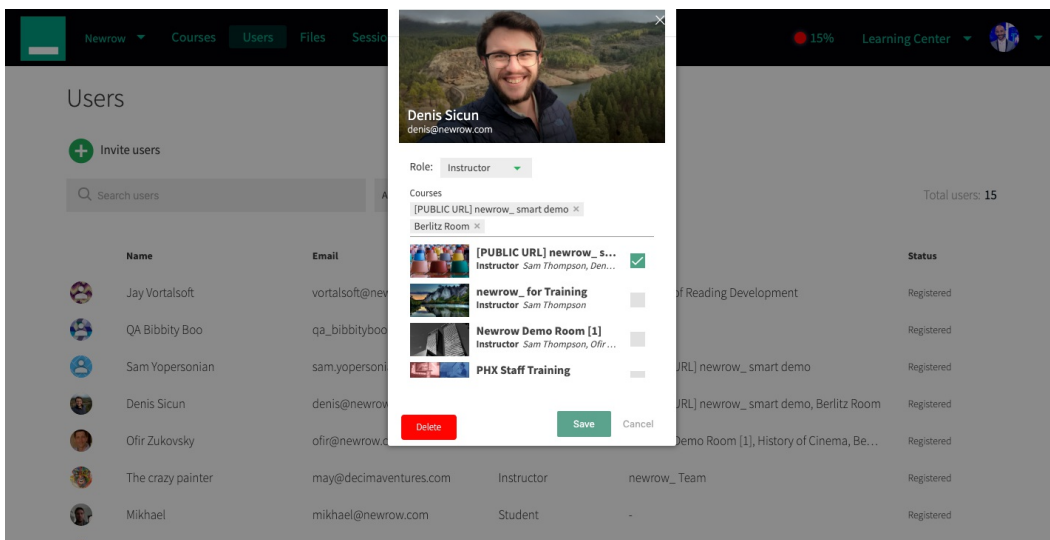 Newrow Courses Users Files Sessio
15% Learning Center
Users
Invite users
Search users
A
Total users: 15
Name Email Status
Jay Vortalsoft vortalsoft@new of Reading Development Registered
QA Bibbity Boo qa_bibbityboo Registered
Sam Yopersonian sam.yopersoni JRL] newrow_ smart demo Registered
Denis Sicun denis@newrow JRL] newrow_ smart demo, Berlitz Room Registered
Ofir Zukovsky ofir@newrow.c Demo Room [1], History of Cinema, Be... Registered
The crazy painter may@decimaventures.com Instructor newrow_ Team Registered
Mikhael mikhael@newrow.com Student - Registered
Denis Sicun
denis@newrow.com
Role: Instructor
Courses
[PUBLIC URL] newrow_ smart demo ×
Berlitz Room ×
[PUBLIC URL] newrow_ s...
Instructor Sam Thompson, Den...
newrow_ for Training
Instructor Sam Thompson
Newrow Demo Room [1]
Instructor Sam Thompson, Ofir ...
PHX Staff Training
Delete Save Cancel